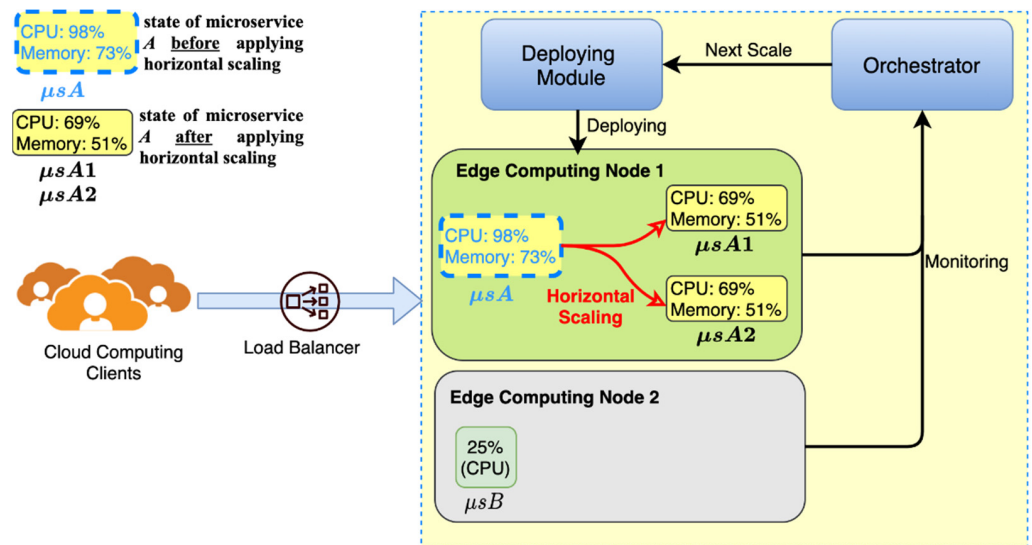 CPU: 98%
Memory: 73%
μsA
state of microservice
A before applying
horizontal scaling
CPU: 69%
Memory: 51%
μsA1
μsA2
state of microservice
A after applying
horizontal scaling
Cloud Computing
Clients
Load Balancer
Deploying
Module
Next Scale
Orchestrator
Deploying
Edge Computing Node 1
CPU: 98%
Memory: 73%
μsA
Horizontal
Scaling
CPU: 69%
Memory: 51%
μsA1
CPU: 69%
Memory: 51%
μsA2
Monitoring
Edge Computing Node 2
25%
(CPU)
μsB